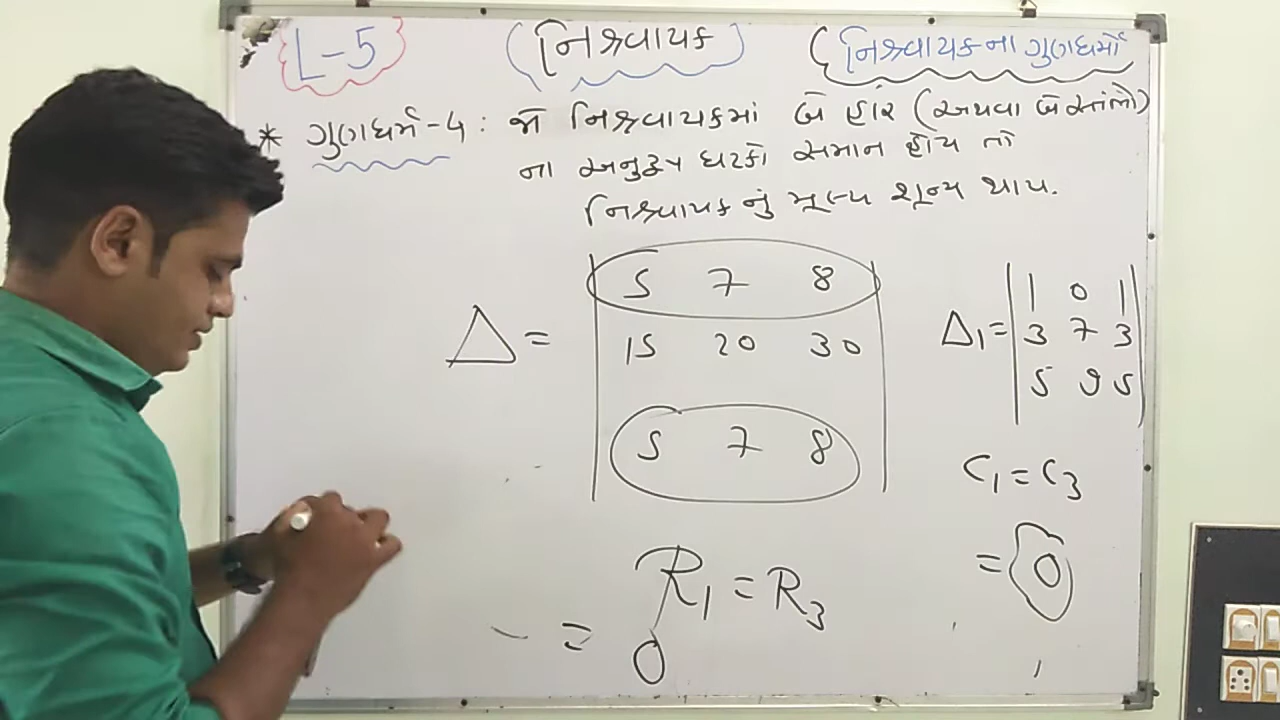 L-5
નિશ્ચાયક
(નિશ્ચાયકના ગુણધર્મો
* ગુણધર્મ-4 : જો નિશ્ચાયકમાં બે હાર (અથવા બે સ્તંભો)
ના અનુરૂપ ઘટકો સમાન હોય તો
નિશ્ચાયકનું મૂલ્ય શૂન્ય થાય.
5 7 8
Δ = 15 20 30
5 7 8
1 0 1
Δ1 = 3 7 3
5 9 5
C1 = C3
= 0
R1 = R3
= 0